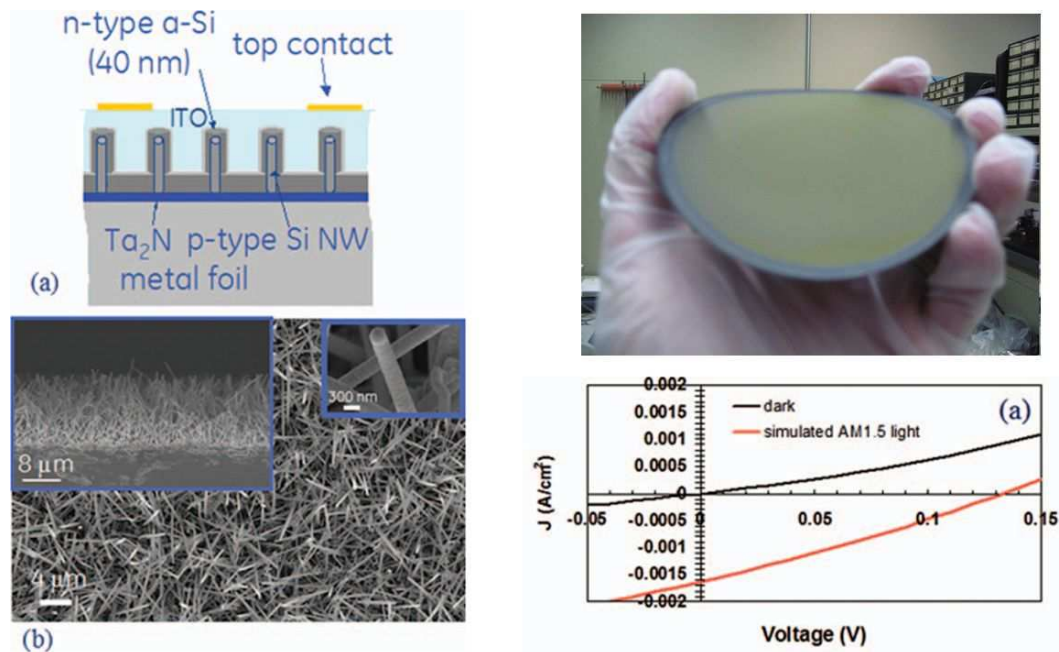 n-type a-Si
(40 nm)
top contact
ITO
Ta₂N p-type Si NW
metal foil
(a)
8 µm
300 nm
4 µm
(b)
0.002
0.0015
0.001
0.0005
0
-0.0005
-0.001
-0.0015
-0.002
-0.05
0
0.05
0.1
0.15
J (A/cm²)
dark
simulated AM1.5 light
(a)
Voltage (V)